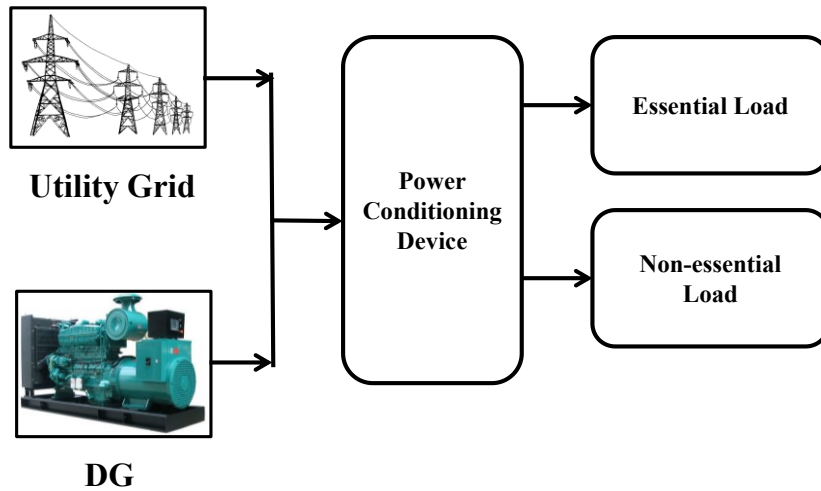 Utility Grid
DG
Power
Conditioning
Device
Essential Load
Non-essential
Load